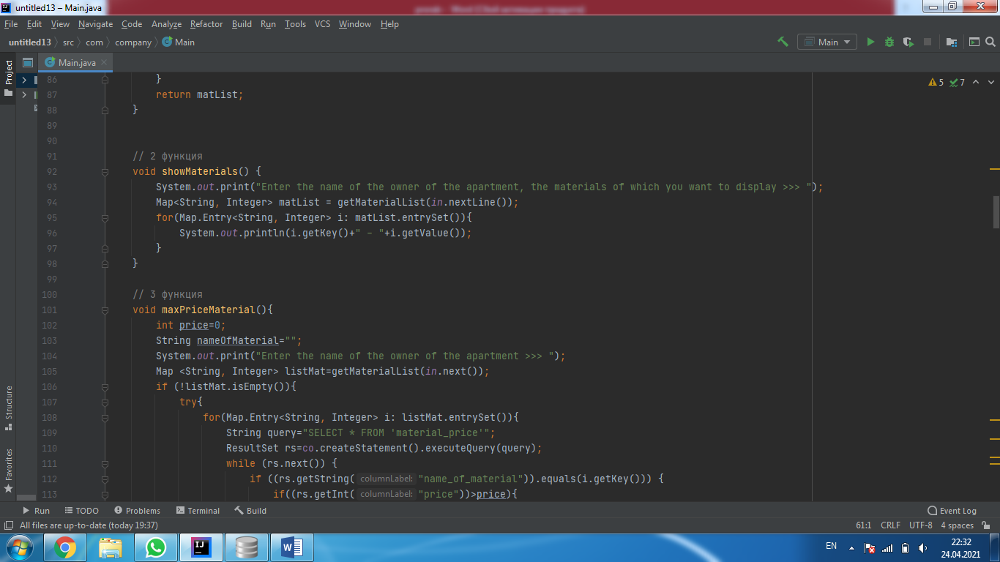 untitled13 – Main.java
File Edit View Navigate Code Analyze Refactor Build Run Tools VCS Window Help
untitled13 src com company Main
Main
Project
Main.java
86 }
5 7
87 return matList;
88 }
89
90
91 // 2 функция
92 void showMaterials() {
93 System.out.print("Enter the name of the owner of the apartment, the materials of which you want to display >>> ");
94 Map<String, Integer> matList = getMaterialList(in.nextLine());
95 for(Map.Entry<String, Integer> i: matList.entrySet()){
96 System.out.println(i.getKey()+" - "+i.getValue());
97 }
98 }
99
100 // 3 функция
101 void maxPriceMaterial(){
102 int price=0;
103 String nameOfMaterial="";
104 System.out.print("Enter the name of the owner of the apartment >>> ");
105 Map <String, Integer> listMat=getMaterialList(in.next());
106 if (!listMat.isEmpty()){
107 try{
108 for(Map.Entry<String, Integer> i: listMat.entrySet()){
109 String query="SELECT * FROM 'material_price'";
110 ResultSet rs=co.createStatement().executeQuery(query);
111 while (rs.next()) {
112 if ((rs.getString( columnLabel: "name_of_material")).equals(i.getKey())) {
113 if((rs.getInt( columnLabel: "price"))>price){
Structure
Favorites
Run TODO Problems Terminal Build Event Log
All files are up-to-date (today 19:37) 61:1 CRLF UTF-8 4 spaces
EN
22:32
24.04.2021